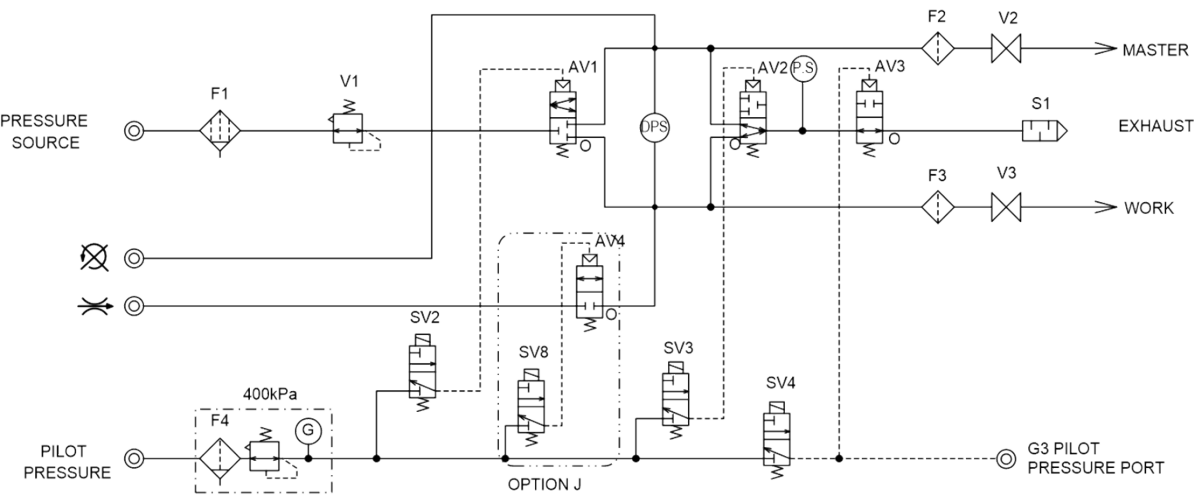 F2
V2
MASTER
AV1
AV2
P.S
AV3
V1
F1
S1
PRESSURE
SOURCE
DPS
EXHAUST
O
O
O
F3
V3
WORK
AV4
O
SV2
SV8
SV3
SV4
400kPa
F4
G
PILOT
PRESSURE
G3 PILOT
PRESSURE PORT
OPTION J